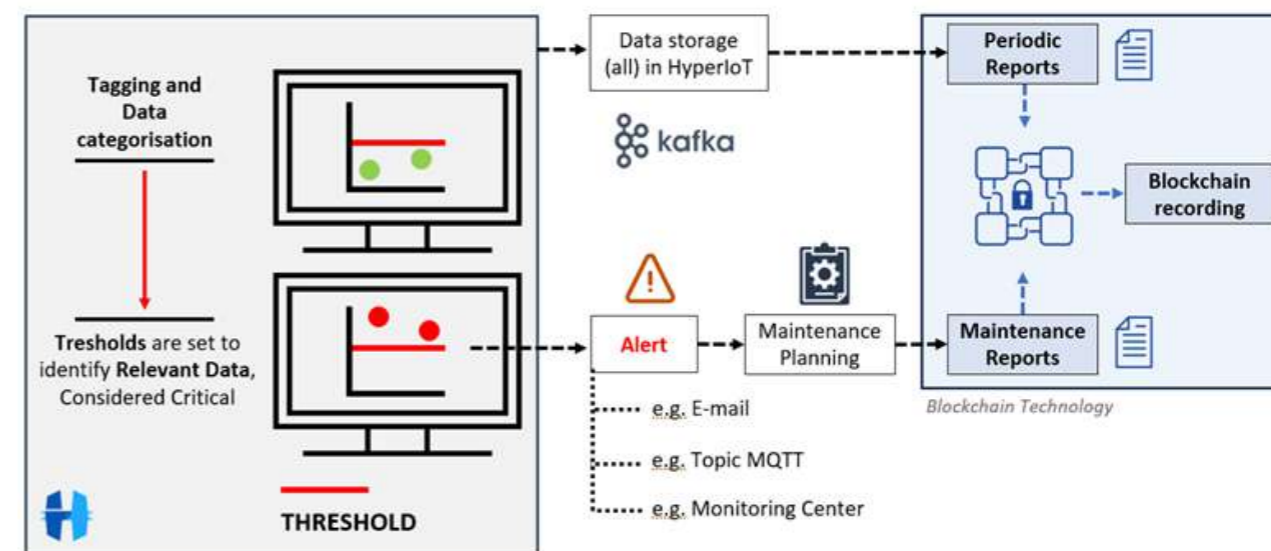 Tagging and
Data
categorisation
Tresholds are set to
identify Relevant Data,
Considered Critical
THRESHOLD
Data storage
(all) in HyperIoT
kafka
Alert
e.g. E-mail
e.g. Topic MQTT
e.g. Monitoring Center
Maintenance
Planning
Periodic
Reports
Blockchain
recording
Maintenance
Reports
Blockchain Technology